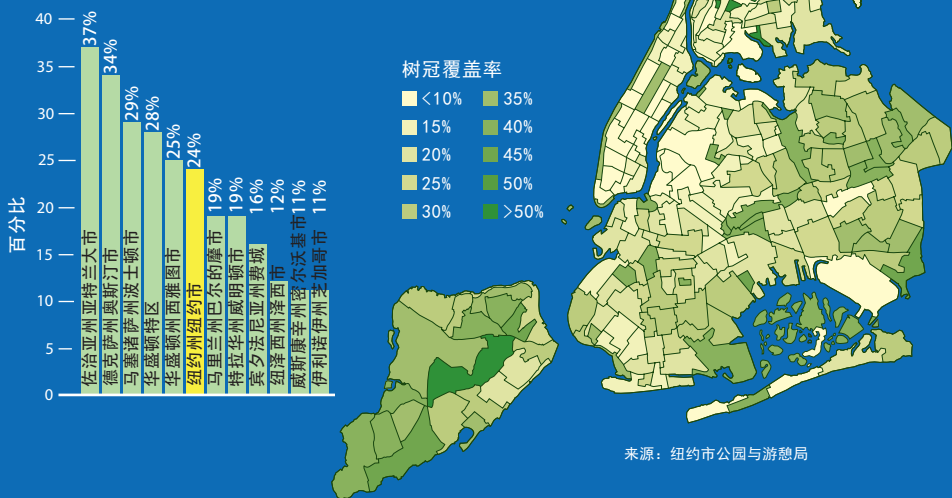 百分比
40
35
30
25
20
15
10
5
0
37%
34%
29%
28%
25%
24%
19%
19%
16%
12%
11%
11%
佐治亚州亚特兰大市
德克萨州奥斯汀市
马塞诸萨州波士顿市
华盛顿特区
华盛顿州西雅图市
纽约州纽约市
马里兰州巴尔的摩市
特拉华州威明顿市
宾夕法尼亚州费城
纽泽西州泽西市
威斯康辛州密尔沃基市
伊利诺伊州芝加哥市
树冠覆盖率
<10%
15%
20%
25%
30%
35%
40%
45%
50%
>50%
来源：纽约市公园与游憩局